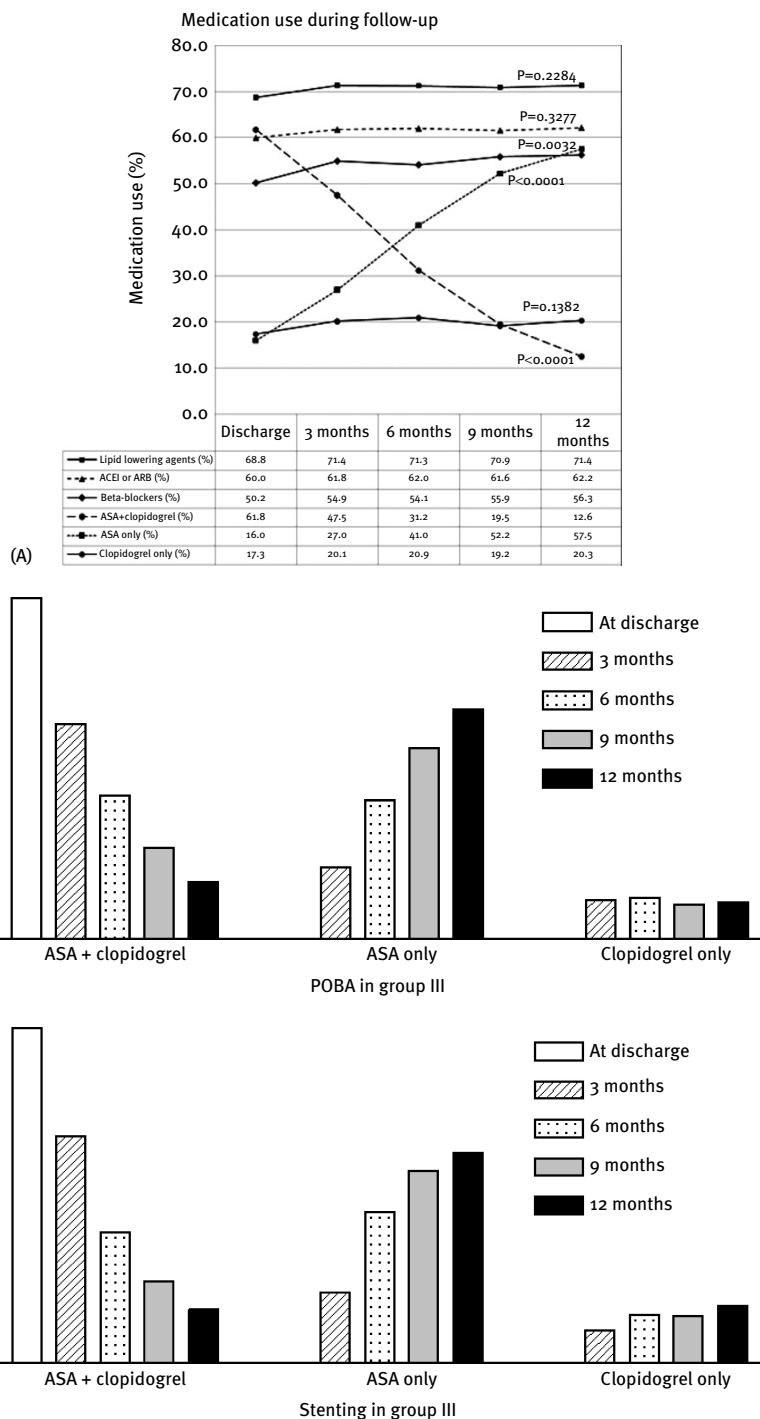 Medication use during follow-up
80.0
70.0
60.0
50.0
40.0
30.0
20.0
10.0
0.0
Medication use (%)
P=0.2284
P=0.3277
P=0.0032
P<0.0001
P=0.1382
P<0.0001
Discharge 3 months 6 months 9 months 12 months
Lipid lowering agents (%) 68.8 71.4 71.3 70.9 71.4
ACEI or ARB (%) 60.0 61.8 62.0 61.6 62.2
Beta-blockers (%) 50.2 54.9 54.1 55.9 56.3
ASA+clopidogrel (%) 61.8 47.5 31.2 19.5 12.6
ASA only (%) 16.0 27.0 41.0 52.2 57.5
Clopidogrel only (%) 17.3 20.1 20.9 19.2 20.3
(A)
At discharge
3 months
6 months
9 months
12 months
ASA + clopidogrel ASA only Clopidogrel only
POBA in group III
At discharge
3 months
6 months
9 months
12 months
ASA + clopidogrel ASA only Clopidogrel only
Stenting in group III